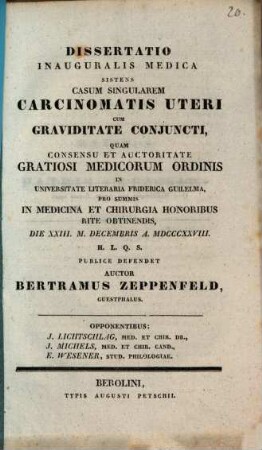 20.
DISSERTATIO
INAUGURALIS MEDICA
SISTENS
CASUM SINGULAREM
CARCINOMATIS UTERI
CUM
GRAVIDITATE CONJUNCTI,
QUAM
CONSENSU ET AUCTORITATE
GRATIOSI MEDICORUM ORDINIS
IN
UNIVERSITATE LITERARIA FRIDERICA GUILELMA,
PRO SUMMIS
IN MEDICINA ET CHIRURGIA HONORIBUS
RITE OBTINENDIS,
DIE XXIII. M. DECEMBRIS A. MDCCCXXVIII.
H. L. Q. S.
PUBLICE DEFENDET
AUCTOR
BERTRAMUS ZEPPENFELD,
GUESTPHALUS.
OPPONENTIBUS:
J. LICHTSCHLAG, MED. ET CHIR. DR.,
J. MICHELS, MED. ET CHIR. CAND.,
E. WESENER, STUD. PHILOLOGIAE.
BEROLINI,
TYPIS AUGUSTI PETSCHII.